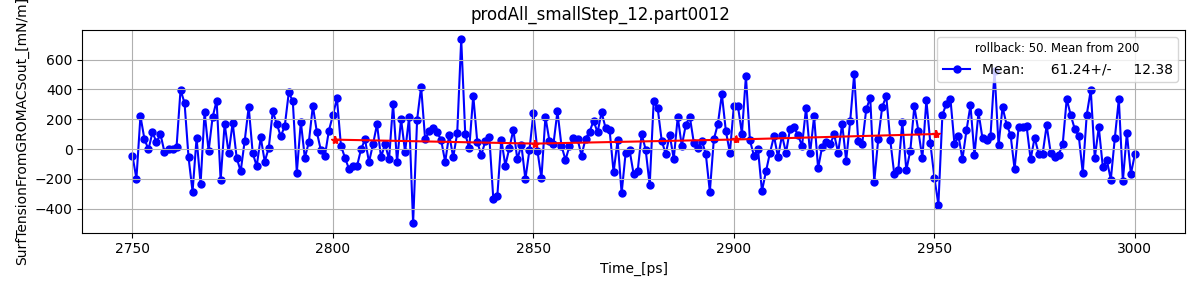 prodAll_smallStep_12.part0012
SurfTensionFromGROMACSout_[mN/m]
600
400
200
0
−200
−400
rollback: 50. Mean from 200
Mean: 61.24+/- 12.38
2750 2800 2850 2900 2950 3000
Time_[ps]